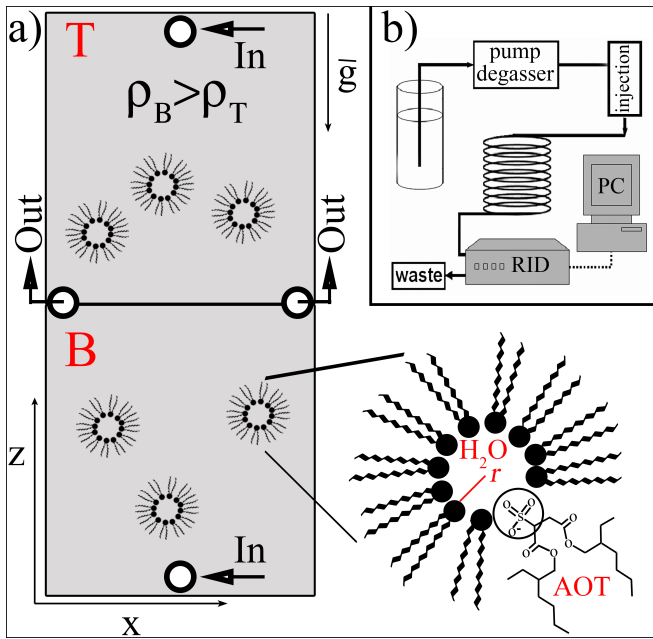 a)
T
In
ρB>ρT
g
Out
Out
B
z
In
x
b)
pump
degasser
injection
PC
RID
waste
H2O
r
O
S
O
O
O
O
O
O
AOT